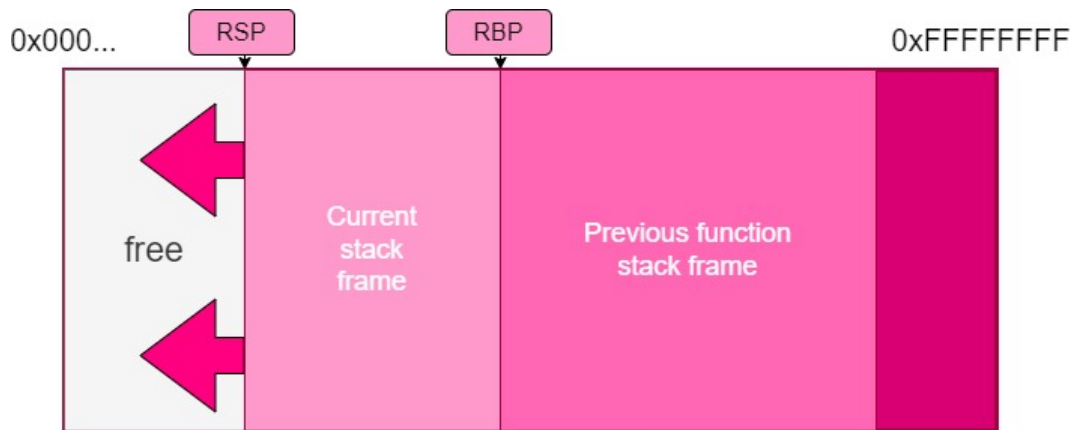 0x000...
RSP
RBP
0xFFFFFFFF
free
Current
stack
frame
Previous function
stack frame